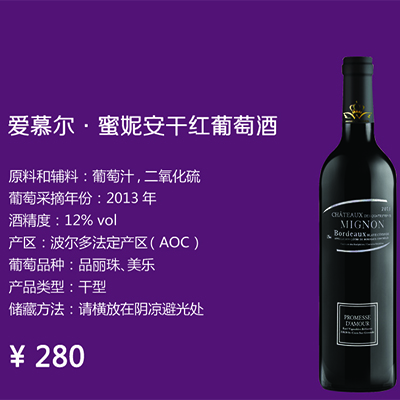 爱慕尔·蜜妮安干红葡萄酒
原料和辅料：葡萄汁，二氧化硫
葡萄采摘年份：2013 年
酒精度：12% vol
产区：波尔多法定产区（AOC）
葡萄品种：品丽珠、美乐
产品类型：干型
储藏方法：请横放在阴凉避光处
¥ 280
CHÂTEAUX
MIGNON
Bordeaux
PROMESSE
D'AMOUR